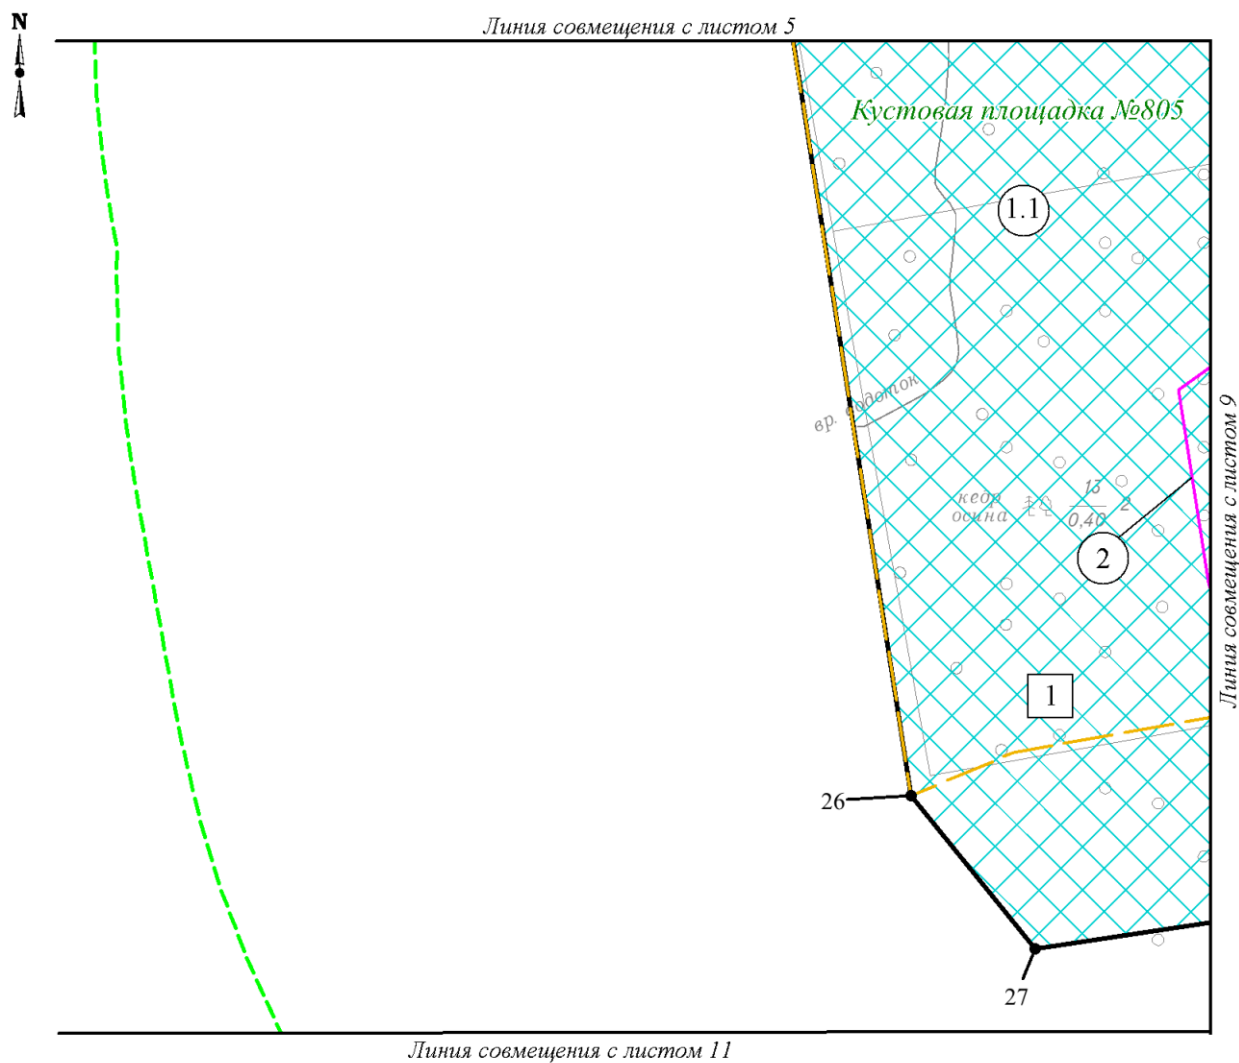 N
Линия совмещения с листом 5
Кустовая площадка №805
1.1
вр. водоток
Линия совмещения с листом 9
кедр
осина
13
0,40
2
2
1
26
27
Линия совмещения с листом 11